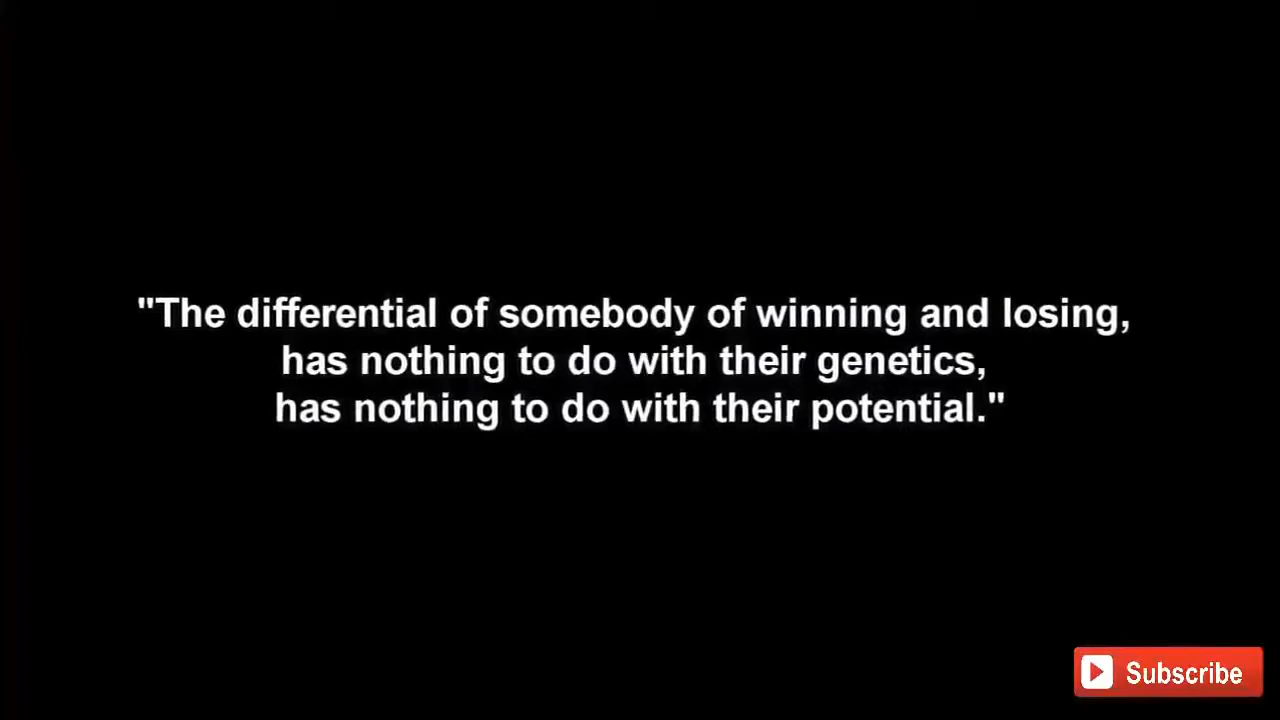 "The differential of somebody of winning and losing,
has nothing to do with their genetics,
has nothing to do with their potential."
Subscribe